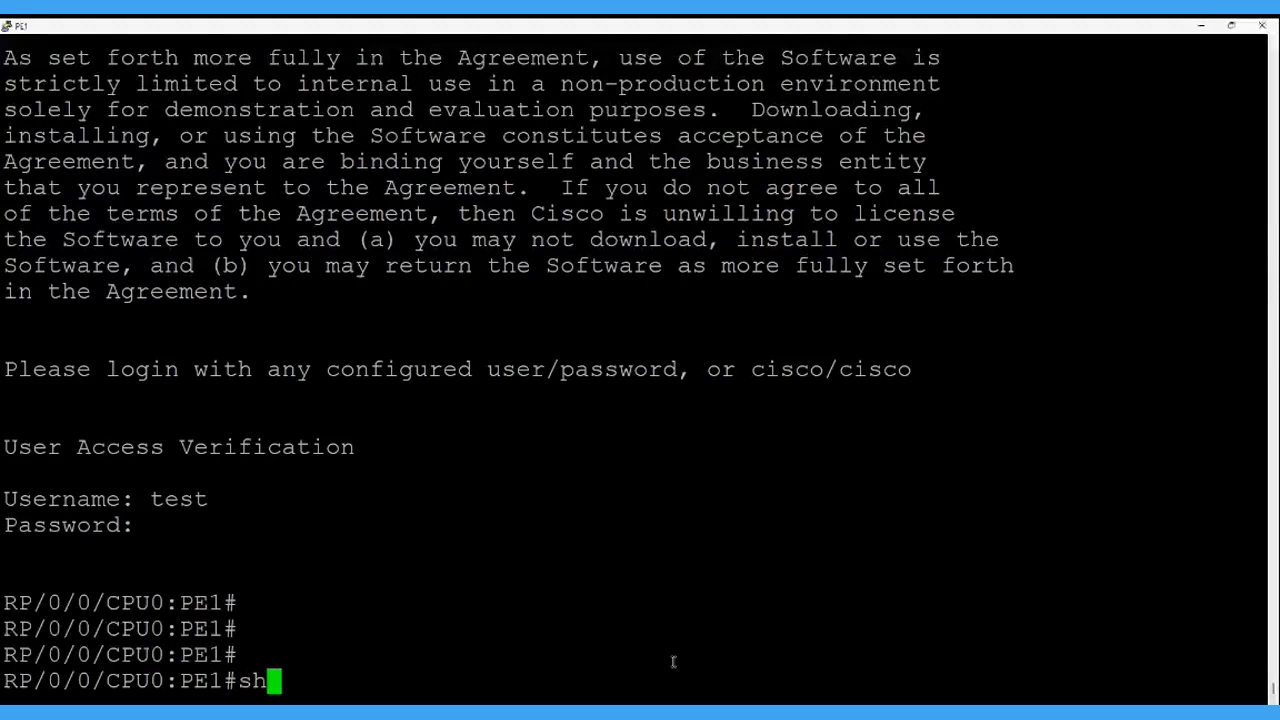 PE1
As set forth more fully in the Agreement, use of the Software is
strictly limited to internal use in a non-production environment
solely for demonstration and evaluation purposes.  Downloading,
installing, or using the Software constitutes acceptance of the
Agreement, and you are binding yourself and the business entity
that you represent to the Agreement.  If you do not agree to all
of the terms of the Agreement, then Cisco is unwilling to license
the Software to you and (a) you may not download, install or use the
Software, and (b) you may return the Software as more fully set forth
in the Agreement.
Please login with any configured user/password, or cisco/cisco
User Access Verification
Username: test
Password:
RP/0/0/CPU0:PE1#
RP/0/0/CPU0:PE1#
RP/0/0/CPU0:PE1#
RP/0/0/CPU0:PE1#sh